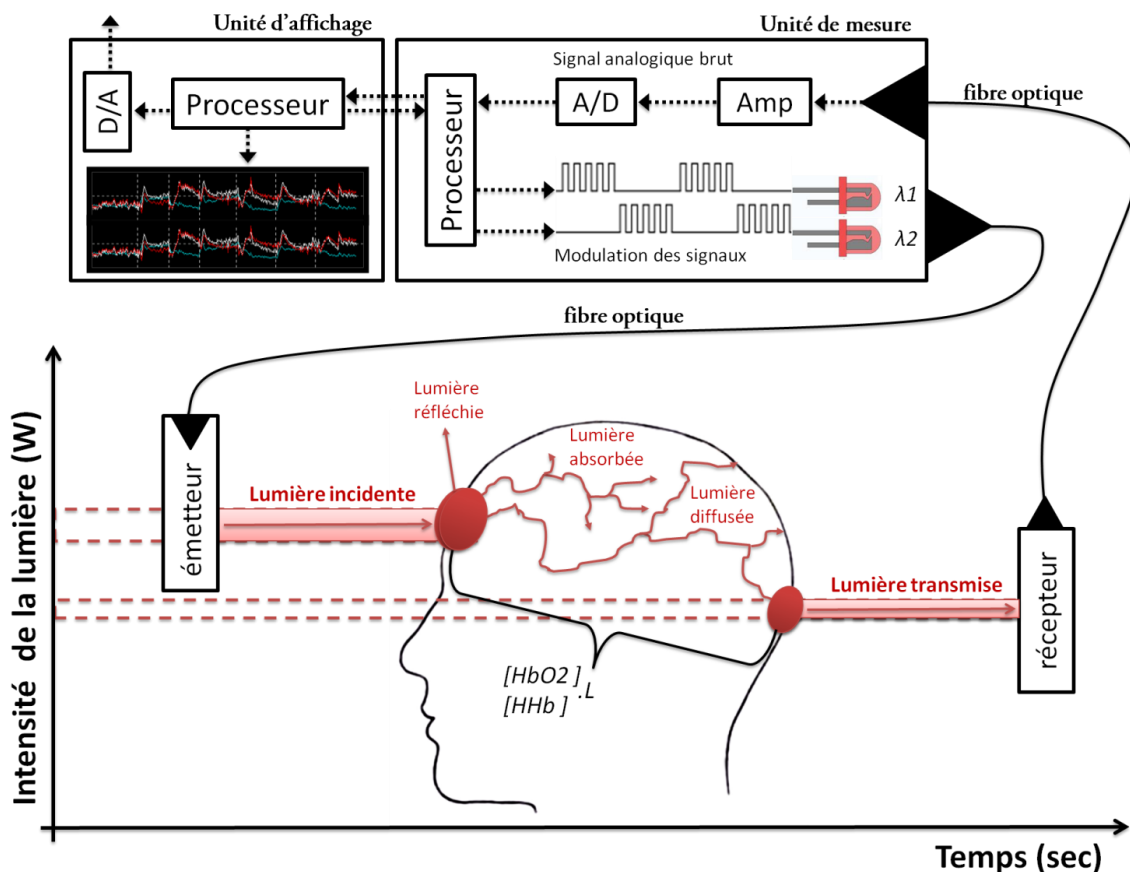 Unité d'affichage
Unité de mesure
D/A
Processeur
Processeur
Signal analogique brut
A/D
Amp
fibre optique
λ1
λ2
Modulation des signaux
fibre optique
Intensité de la lumière (W)
émetteur
Lumière
réfléchie
Lumière
absorbée
Lumière incidente
Lumière
diffusée
Lumière transmise
récepteur
[HbO2]
.L
[HHb]
Temps (sec)